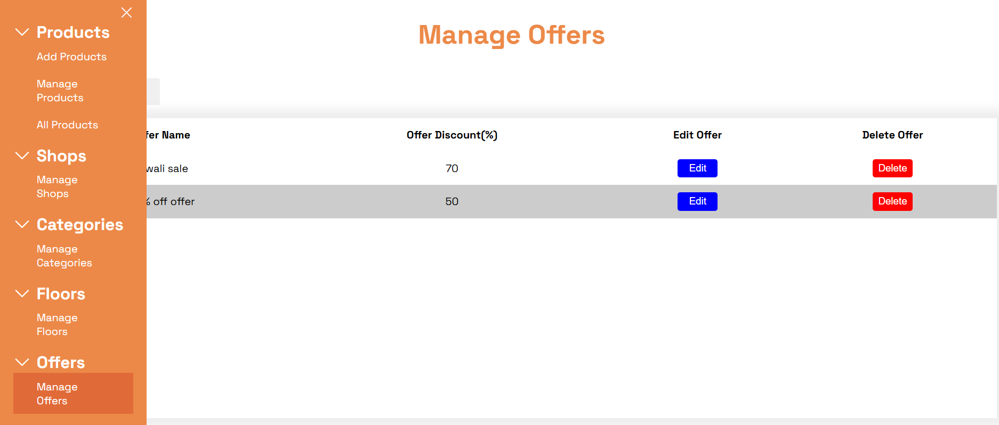 Products
Add Products
Manage
Products
All Products
Shops
Manage
Shops
Categories
Manage
Categories
Floors
Manage
Floors
Offers
Manage
Offers
Manage Offers
fer Name Offer Discount(%) Edit Offer Delete Offer
wali sale 70 Edit Delete
% off offer 50 Edit Delete